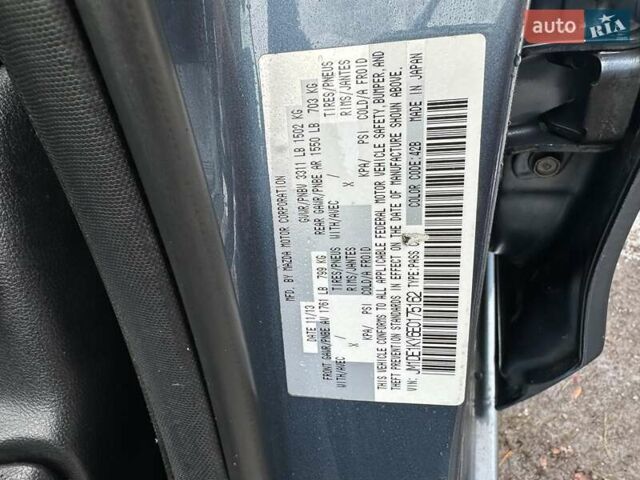 auto RIA
MFD. BY MAZDA MOTOR CORPORATION
DATE 11/13 GVWR/PNBV 3311 LB 1502 KG
FRONT GAWR/PNBE AV 1761 LB 799 KG REAR GAWR/PNBE AR 1550 LB 703 KG
WITH/AVEC TIRES/PNEUS WITH/AVEC TIRES/PNEUS
X RIMS/JANTES X RIMS/JANTES
KPA/ PSI COLD/A FROID KPA/ PSI COLD/A FROID
THIS VEHICLE CONFORMS TO ALL APPLICABLE FEDERAL MOTOR VEHICLE SAFETY, BUMPER, AND
THEFT PREVENTION STANDARDS IN EFFECT ON THE DATE OF MANUFACTURE SHOWN ABOVE.
VIN: TYPE:PASS COLOR CODE:42B MADE IN JAPAN